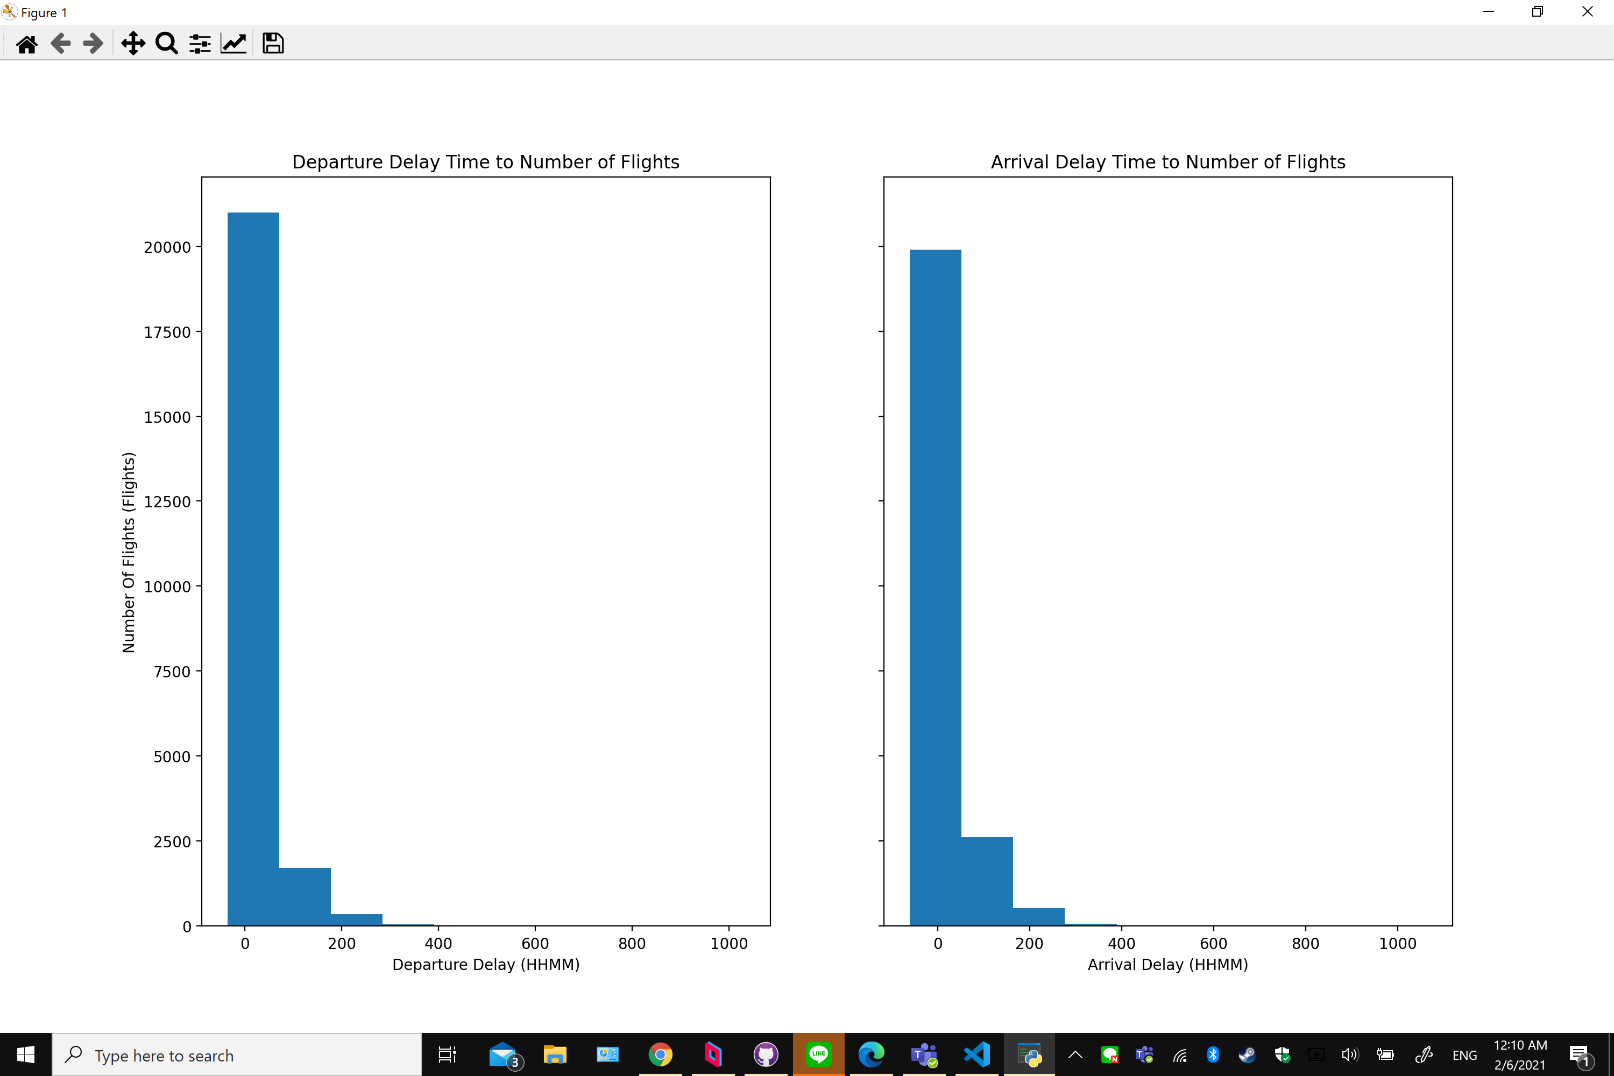 Figure 1
Departure Delay Time to Number of Flights
Number Of Flights (Flights)
20000
17500
15000
12500
10000
7500
5000
2500
0
0 200 400 600 800 1000
Departure Delay (HHMM)
Arrival Delay Time to Number of Flights
0 200 400 600 800 1000
Arrival Delay (HHMM)
Type here to search
3
LINE
N
ENG
12:10 AM
2/6/2021
1